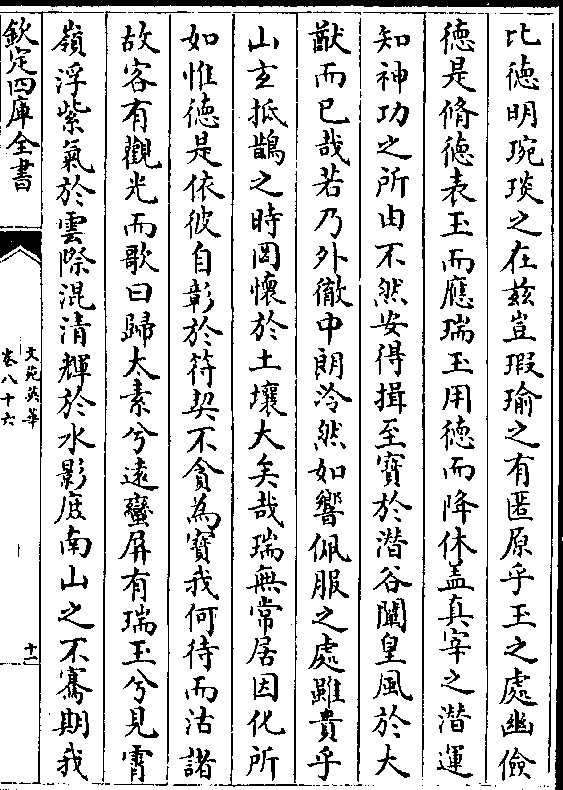 比德明琬琰之在兹豈瑕瑜之有匿原乎玉之處幽儉
德是脩德表玉而應瑞玉用德而降休盖真宰之潜運
知神功之所由不然安得揖至寳於潜谷闡皇風於大
猷而已哉若乃外徹中朗泠然如響佩服之處雖貴乎
山玄抵鵲之時罔懷於土壤大矣哉瑞無常居因化所
如惟德是依彼自彰於符契不貪為寳我何待而沽諸
故客有觀光而歌曰歸太素兮遠蠻屏有瑞玉兮見霄
嶺浮紫氣於雲際混清輝於水影庻南山之不騫期我
欽定四庫全書
文苑英華
卷八十六
十一